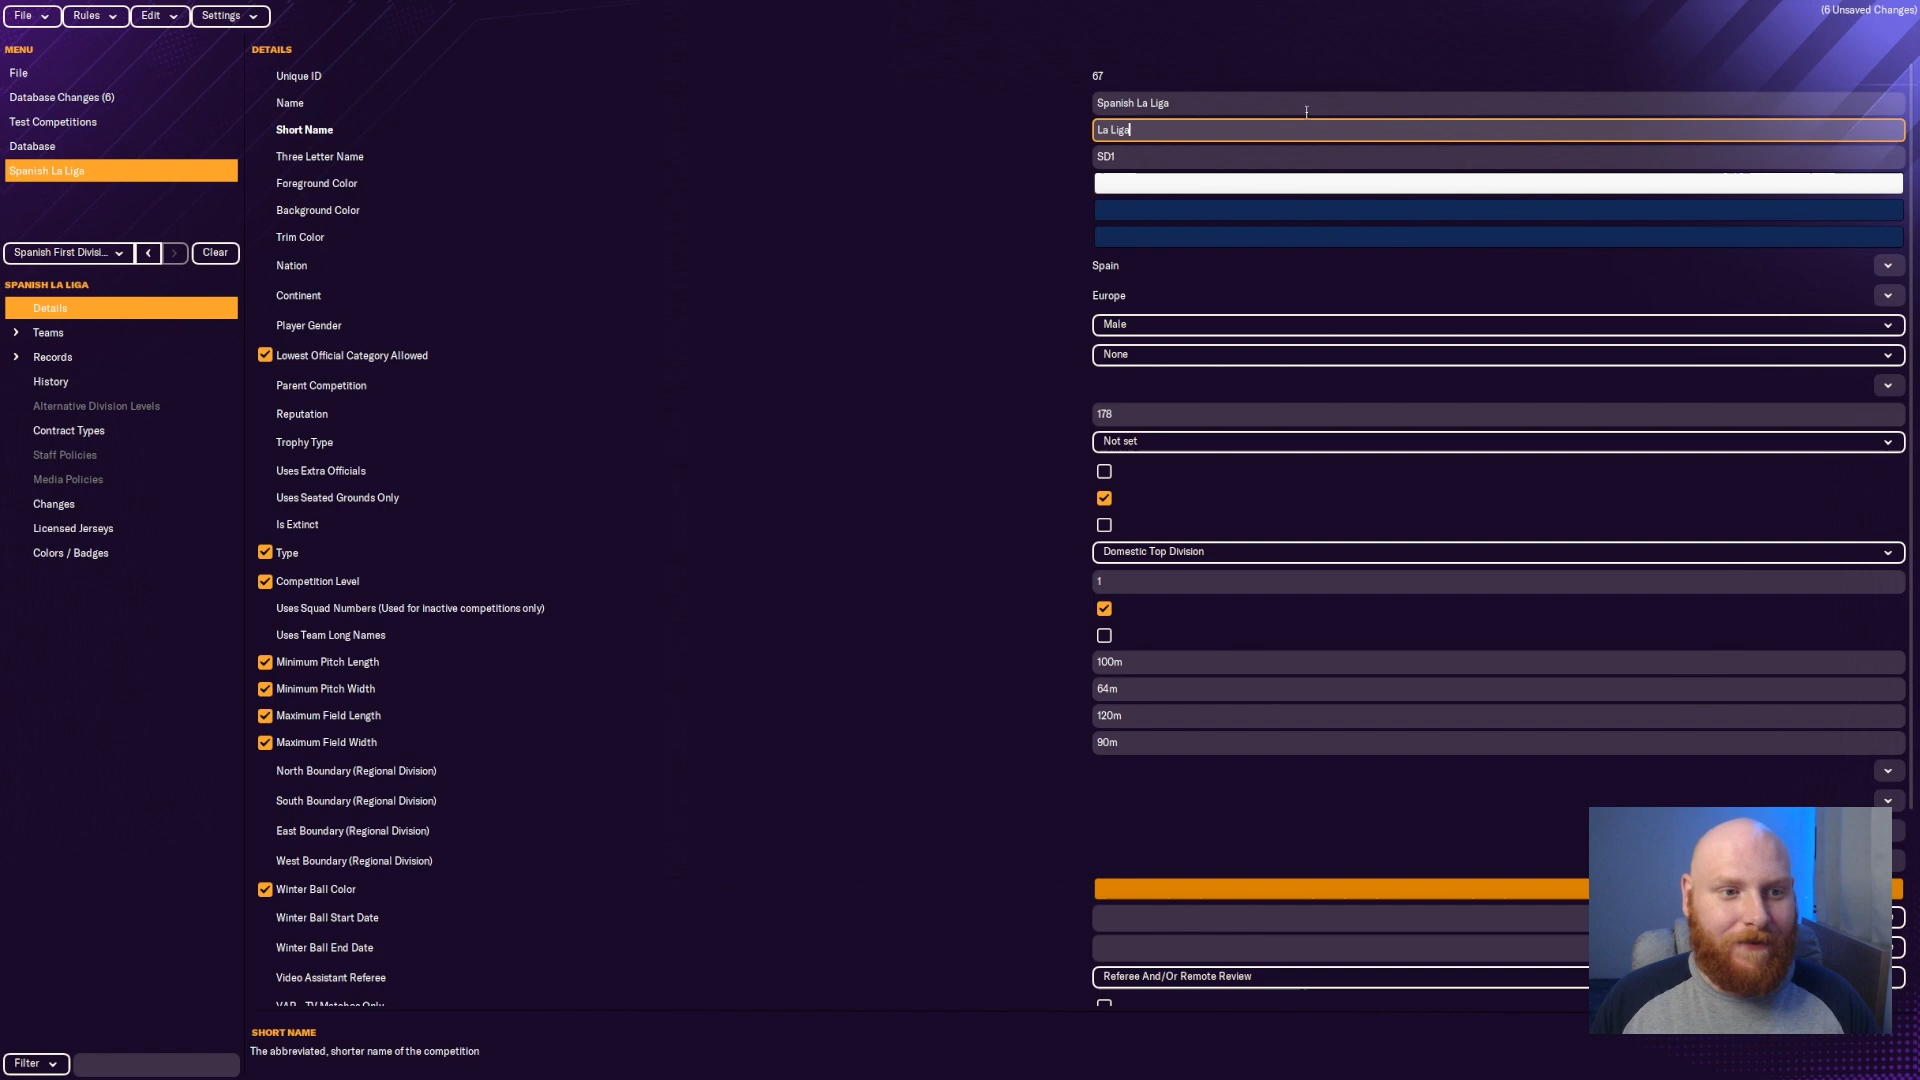 File
Rules
Edit
Settings
(6 Unsaved Changes)
MENU
File
Database Changes (6)
Test Competitions
Database
Spanish La Liga
Spanish First Divisi...
Clear
SPANISH LA LIGA
Details
Teams
Records
History
Alternative Division Levels
Contract Types
Staff Policies
Media Policies
Changes
Licensed Jerseys
Colors / Badges
Filter
DETAILS
Unique ID 67
Name Spanish La Liga
Short Name La Liga
Three Letter Name SD1
Foreground Color
Background Color
Trim Color
Nation Spain
Continent Europe
Player Gender Male
Lowest Official Category Allowed None
Parent Competition
Reputation 178
Trophy Type Not set
Uses Extra Officials
Uses Seated Grounds Only
Is Extinct
Type Domestic Top Division
Competition Level 1
Uses Squad Numbers (Used for inactive competitions only)
Uses Team Long Names
Minimum Pitch Length 100m
Minimum Pitch Width 64m
Maximum Field Length 120m
Maximum Field Width 90m
North Boundary (Regional Division)
South Boundary (Regional Division)
East Boundary (Regional Division)
West Boundary (Regional Division)
Winter Ball Color
Winter Ball Start Date
Winter Ball End Date
Video Assistant Referee Referee And/Or Remote Review
VAR - TV Matches Only
SHORT NAME
The abbreviated, shorter name of the competition